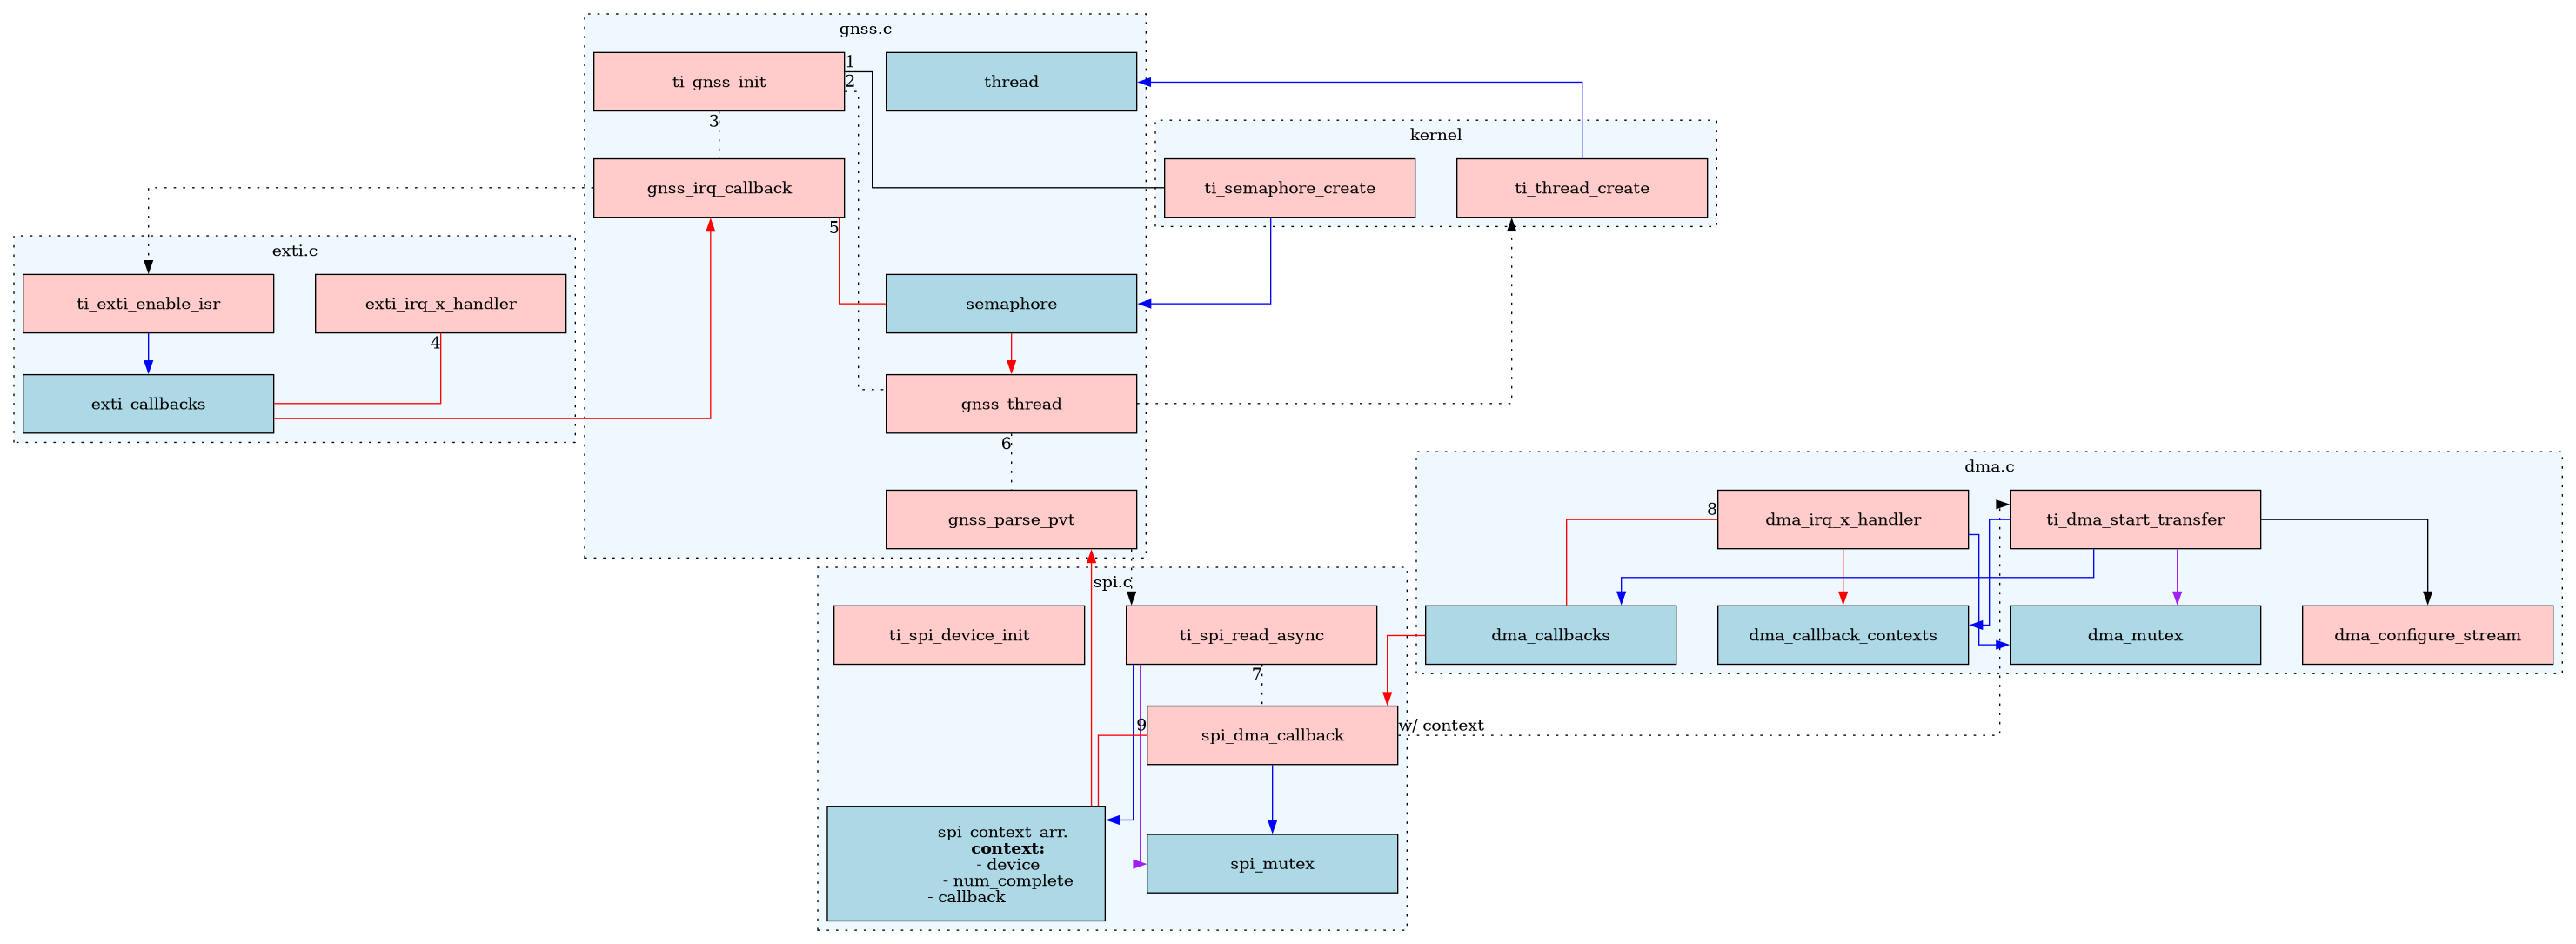 gnss.c
ti_gnss_init
1
2
thread
3
kernel
gnss_irq_callback
ti_semaphore_create
ti_thread_create
5
exti.c
ti_exti_enable_isr
exti_irq_x_handler
semaphore
4
exti_callbacks
gnss_thread
6
dma.c
gnss_parse_pvt
8
dma_irq_x_handler
ti_dma_start_transfer
spi.c
ti_spi_device_init
ti_spi_read_async
dma_callbacks
dma_callback_contexts
dma_mutex
dma_configure_stream
7
9
spi_dma_callback
w/ context
spi_context_arr.
context:
- device
- num_complete
- callback
spi_mutex